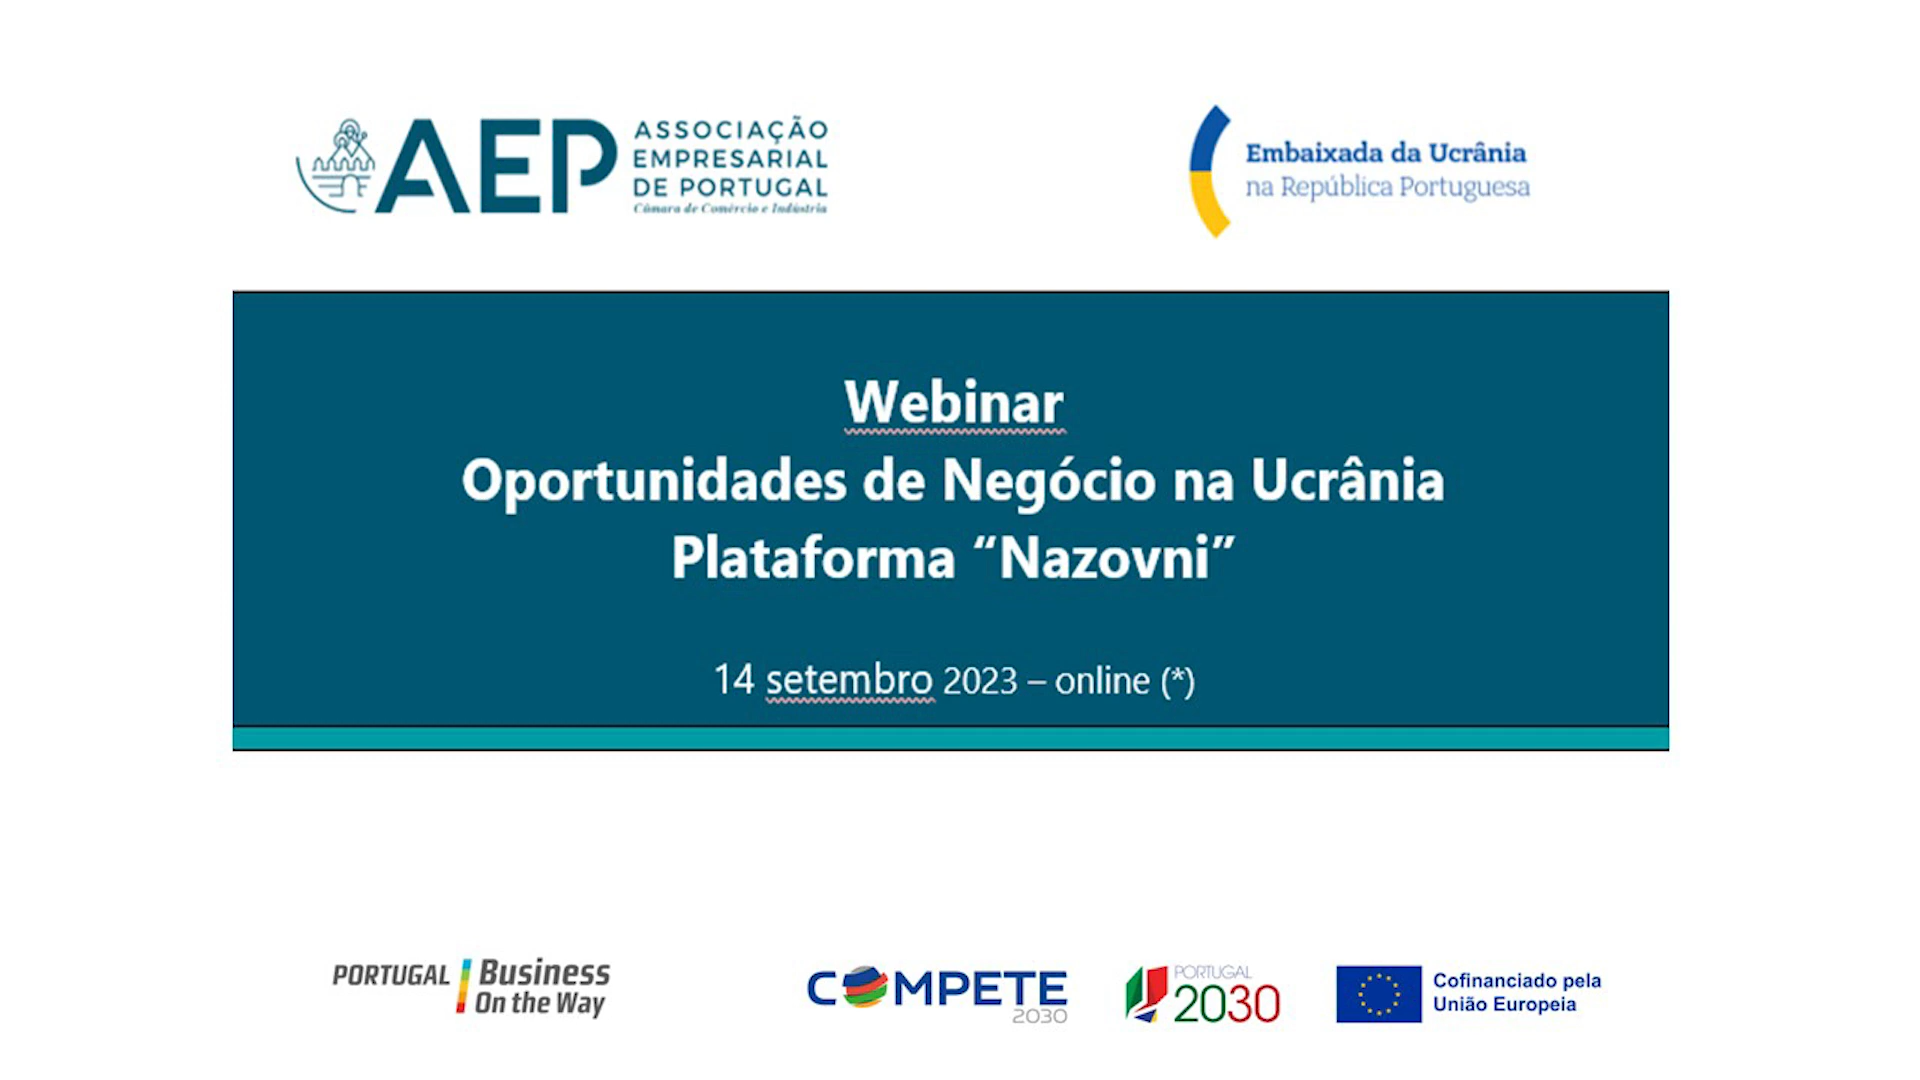 AEP
ASSOCIAÇÃO
EMPRESARIAL
DE PORTUGAL
Câmara de Comércio e Indústria
Embaixada da Ucrânia
na República Portuguesa
Webinar
Oportunidades de Negócio na Ucrânia
Plataforma “Nazovni”
14 setembro 2023 – online (*)
PORTUGAL Business
On the Way
COMPETE
2030
PORTUGAL
2030
Cofinanciado pela
União Europeia